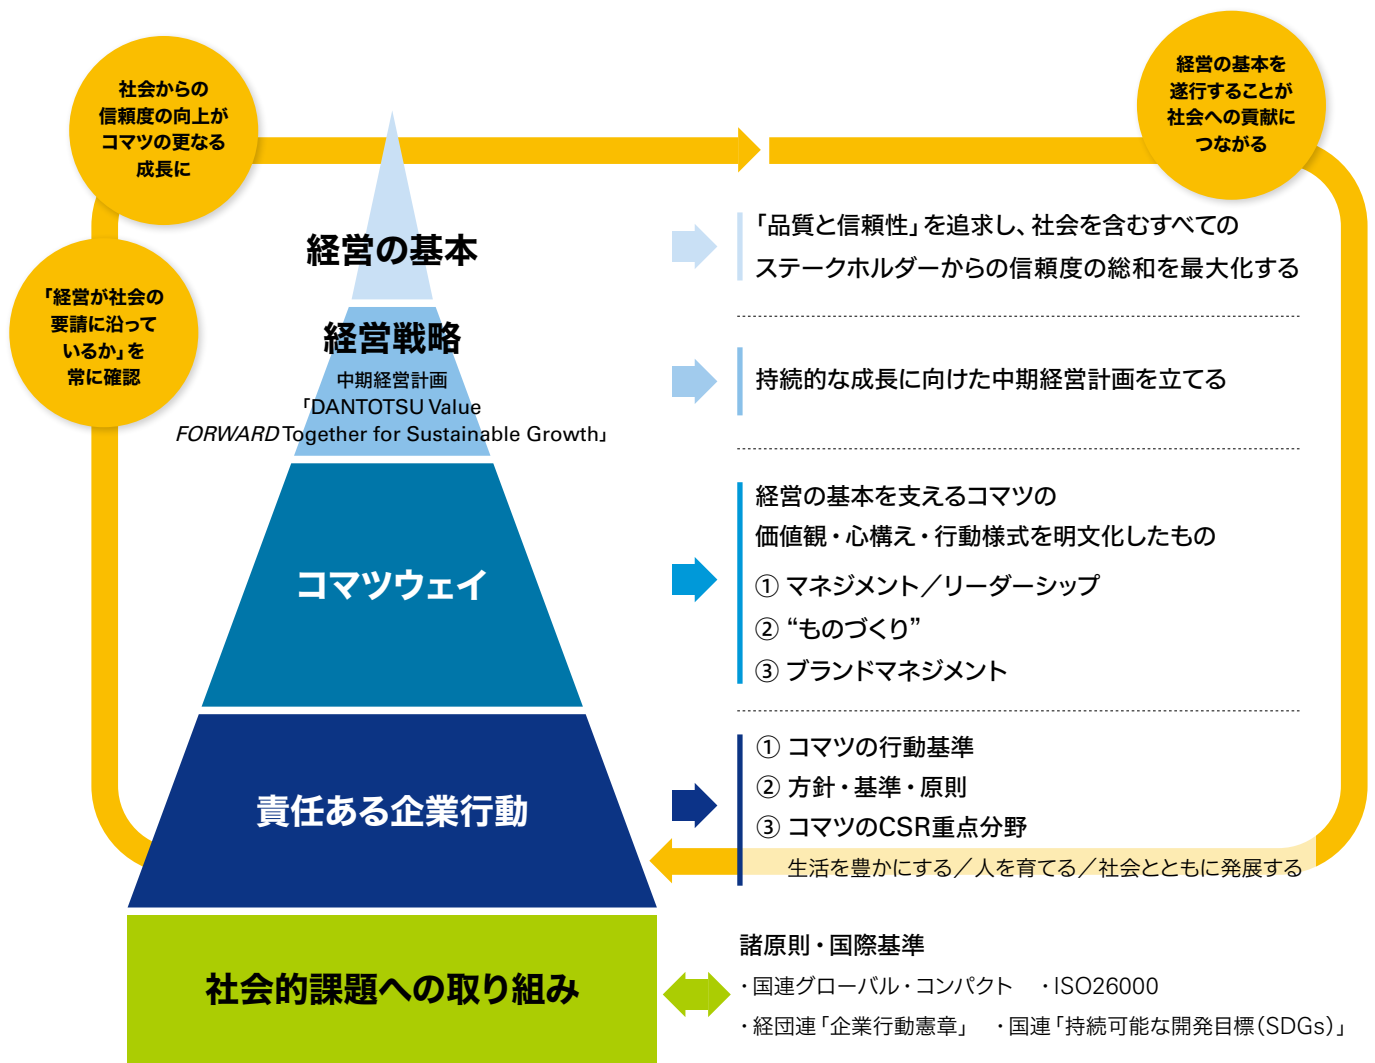 社会からの
信頼度の向上が
コマツの更なる
成長に
経営の基本を
遂行することが
社会への貢献に
つながる
「経営が社会の
要請に沿って
いるか」を
常に確認
経営の基本
「品質と信頼性」を追求し、社会を含むすべての
ステークホルダーからの信頼度の総和を最大化する
経営戦略
中期経営計画
「DANTOTSU Value
FORWARD Together for Sustainable Growth」
持続的な成長に向けた中期経営計画を立てる
コマツウェイ
経営の基本を支えるコマツの
価値観・心構え・行動様式を明文化したもの
① マネジメント／リーダーシップ
② “ものづくり”
③ ブランドマネジメント
責任ある企業行動
① コマツの行動基準
② 方針・基準・原則
③ コマツのCSR重点分野
生活を豊かにする／人を育てる／社会とともに発展する
社会的課題への取り組み
諸原則・国際基準
・国連グローバル・コンパクト ・ISO26000
・経団連「企業行動憲章」 ・国連「持続可能な開発目標（SDGs）」